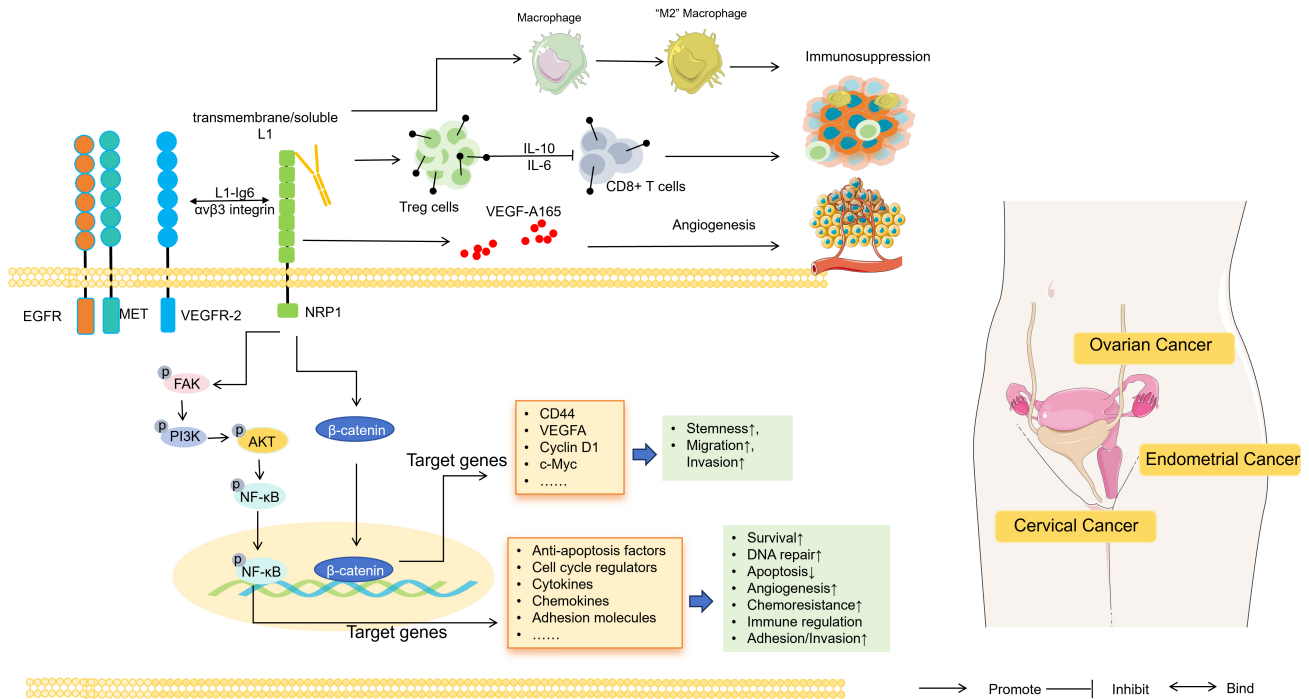 Macrophage
“M2” Macrophage
Immunosuppression
transmembrane/soluble
L1
IL-10
IL-6
CD8+ T cells
Treg cells
L1-Ig6
αvβ3 integrin
VEGF-A165
Angiogenesis
EGFR
MET
VEGFR-2
NRP1
p
FAK
p
PI3K
p
AKT
β-catenin
p
NF-κB
p
NF-κB
β-catenin
Target genes
• CD44
• VEGFA
• Cyclin D1
• c-Myc
• ……
• Stemness↑,
• Migration↑,
Invasion↑
Target genes
• Anti-apoptosis factors
• Cell cycle regulators
• Cytokines
• Chemokines
• Adhesion molecules
• ……
• Survival↑
• DNA repair↑
• Apoptosis↓
• Angiogenesis↑
• Chemoresistance↑
• Immune regulation
• Adhesion/Invasion↑
Ovarian Cancer
Endometrial Cancer
Cervical Cancer
Promote
Inhibit
Bind